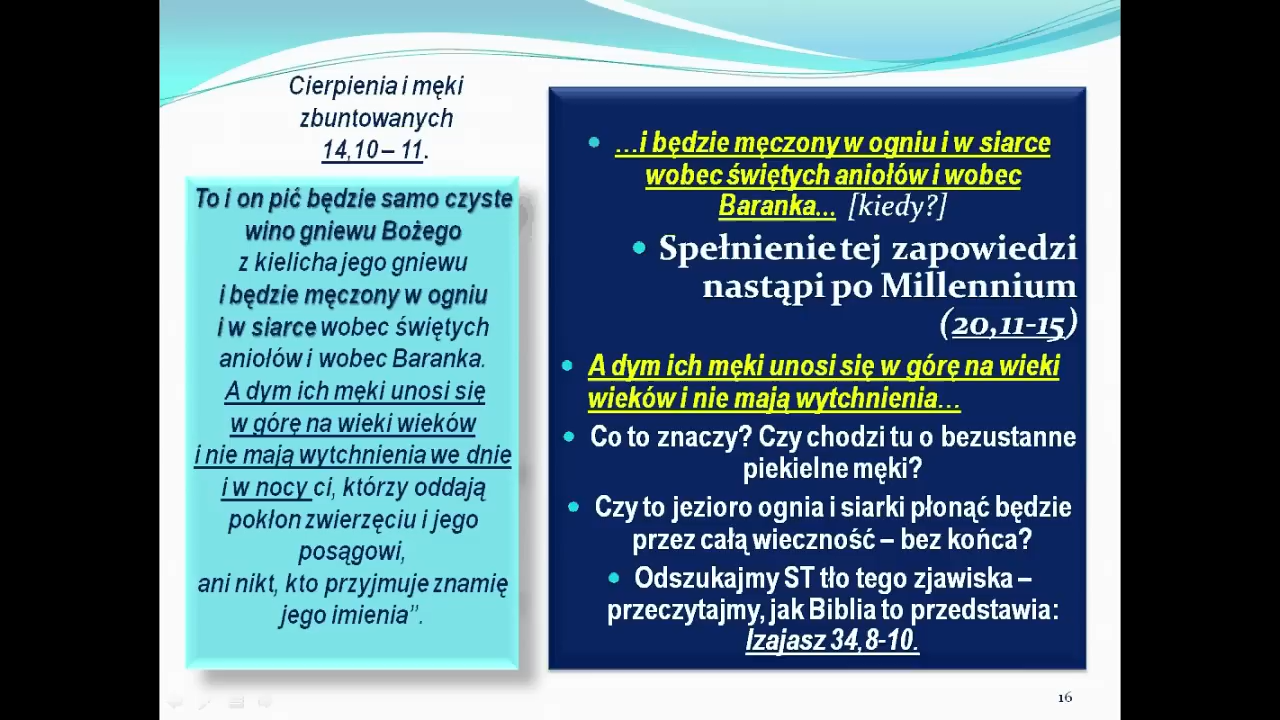 Cierpienia i męki
zbuntowanych
14,10 – 11.
To i on pić będzie samo czyste
wino gniewu Bożego
z kielicha jego gniewu
i będzie męczony w ogniu
i w siarce wobec świętych
aniołów i wobec Baranka.
A dym ich męki unosi się
w górę na wieki wieków
i nie mają wytchnienia we dnie
i w nocy ci, którzy oddają
pokłon zwierzęciu i jego
posągowi,
ani nikt, kto przyjmuje znamię
jego imienia”.
• …i będzie męczony w ogniu i w siarce
wobec świętych aniołów i wobec
Baranka… [kiedy?]
• Spełnienie tej zapowiedzi
nastąpi po Millennium
(20,11-15)
• A dym ich męki unosi się w górę na wieki
wieków i nie mają wytchnienia…
• Co to znaczy? Czy chodzi tu o bezustanne
piekielne męki?
• Czy to jezioro ognia i siarki płonąć będzie
przez całą wieczność – bez końca?
• Odszukajmy ST tło tego zjawiska –
przeczytajmy, jak Biblia to przedstawia:
Izajasz 34,8-10.
16